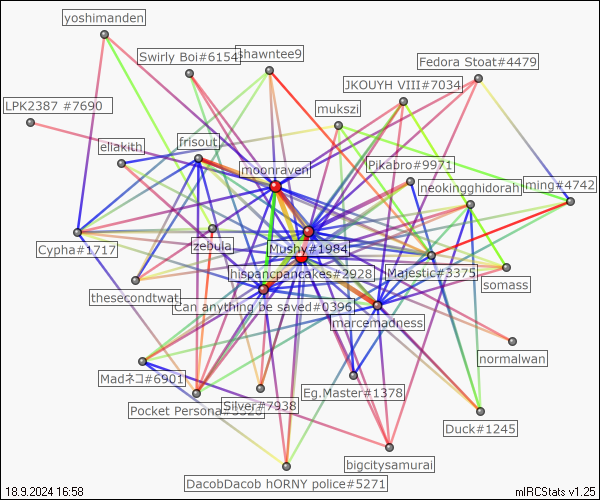 yoshimanden
Swirly Boi#6154
shawntee9
Fedora Stoat#4479
JKOUYH VIII#7034
LPK2387 #7690
mukszi
eliakith
frisout
moonraven
Pikabro#9971
neokingghidorah
ming#4742
Cypha#1717
zebula
Mushy#1984
hispancpancakes#2928
Majestic#3375
somass
thesecondtwat
Can anything be saved#0396
marcemadness
normalwan
Madネコ#6901
Eg.Master#1378
Pocket Persona
Silver#7938
Duck#1245
bigcitysamurai
DacobDacob hORNY police#5271
18.9.2024 16:58
mIRCStats v1.25